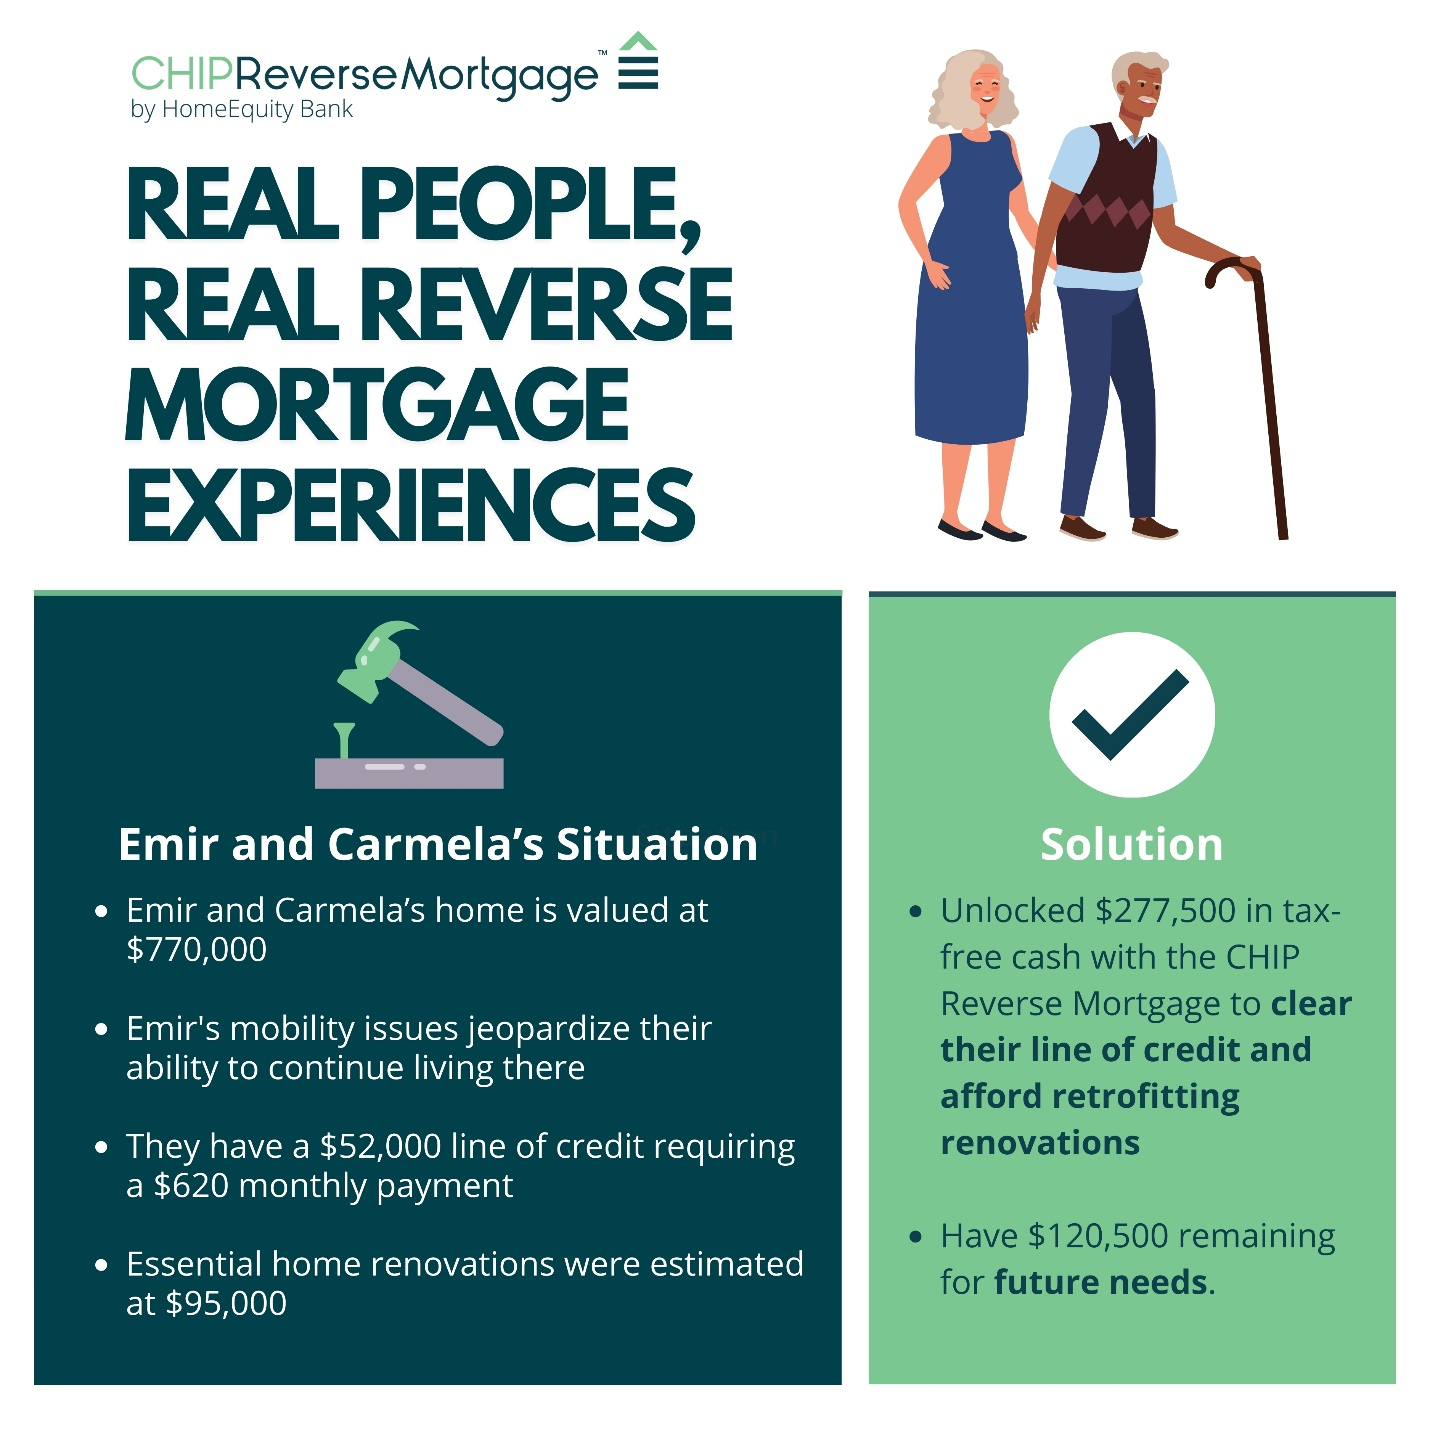 CHIPReverseMortgage™
by HomeEquity Bank
REAL PEOPLE,
REAL REVERSE
MORTGAGE
EXPERIENCES
Emir and Carmela’s Situation
• Emir and Carmela’s home is valued at
$770,000
• Emir's mobility issues jeopardize their
ability to continue living there
• They have a $52,000 line of credit requiring
a $620 monthly payment
• Essential home renovations were estimated
at $95,000
Solution
• Unlocked $277,500 in tax-
free cash with the CHIP
Reverse Mortgage to clear
their line of credit and
afford retrofitting
renovations
• Have $120,500 remaining
for future needs.